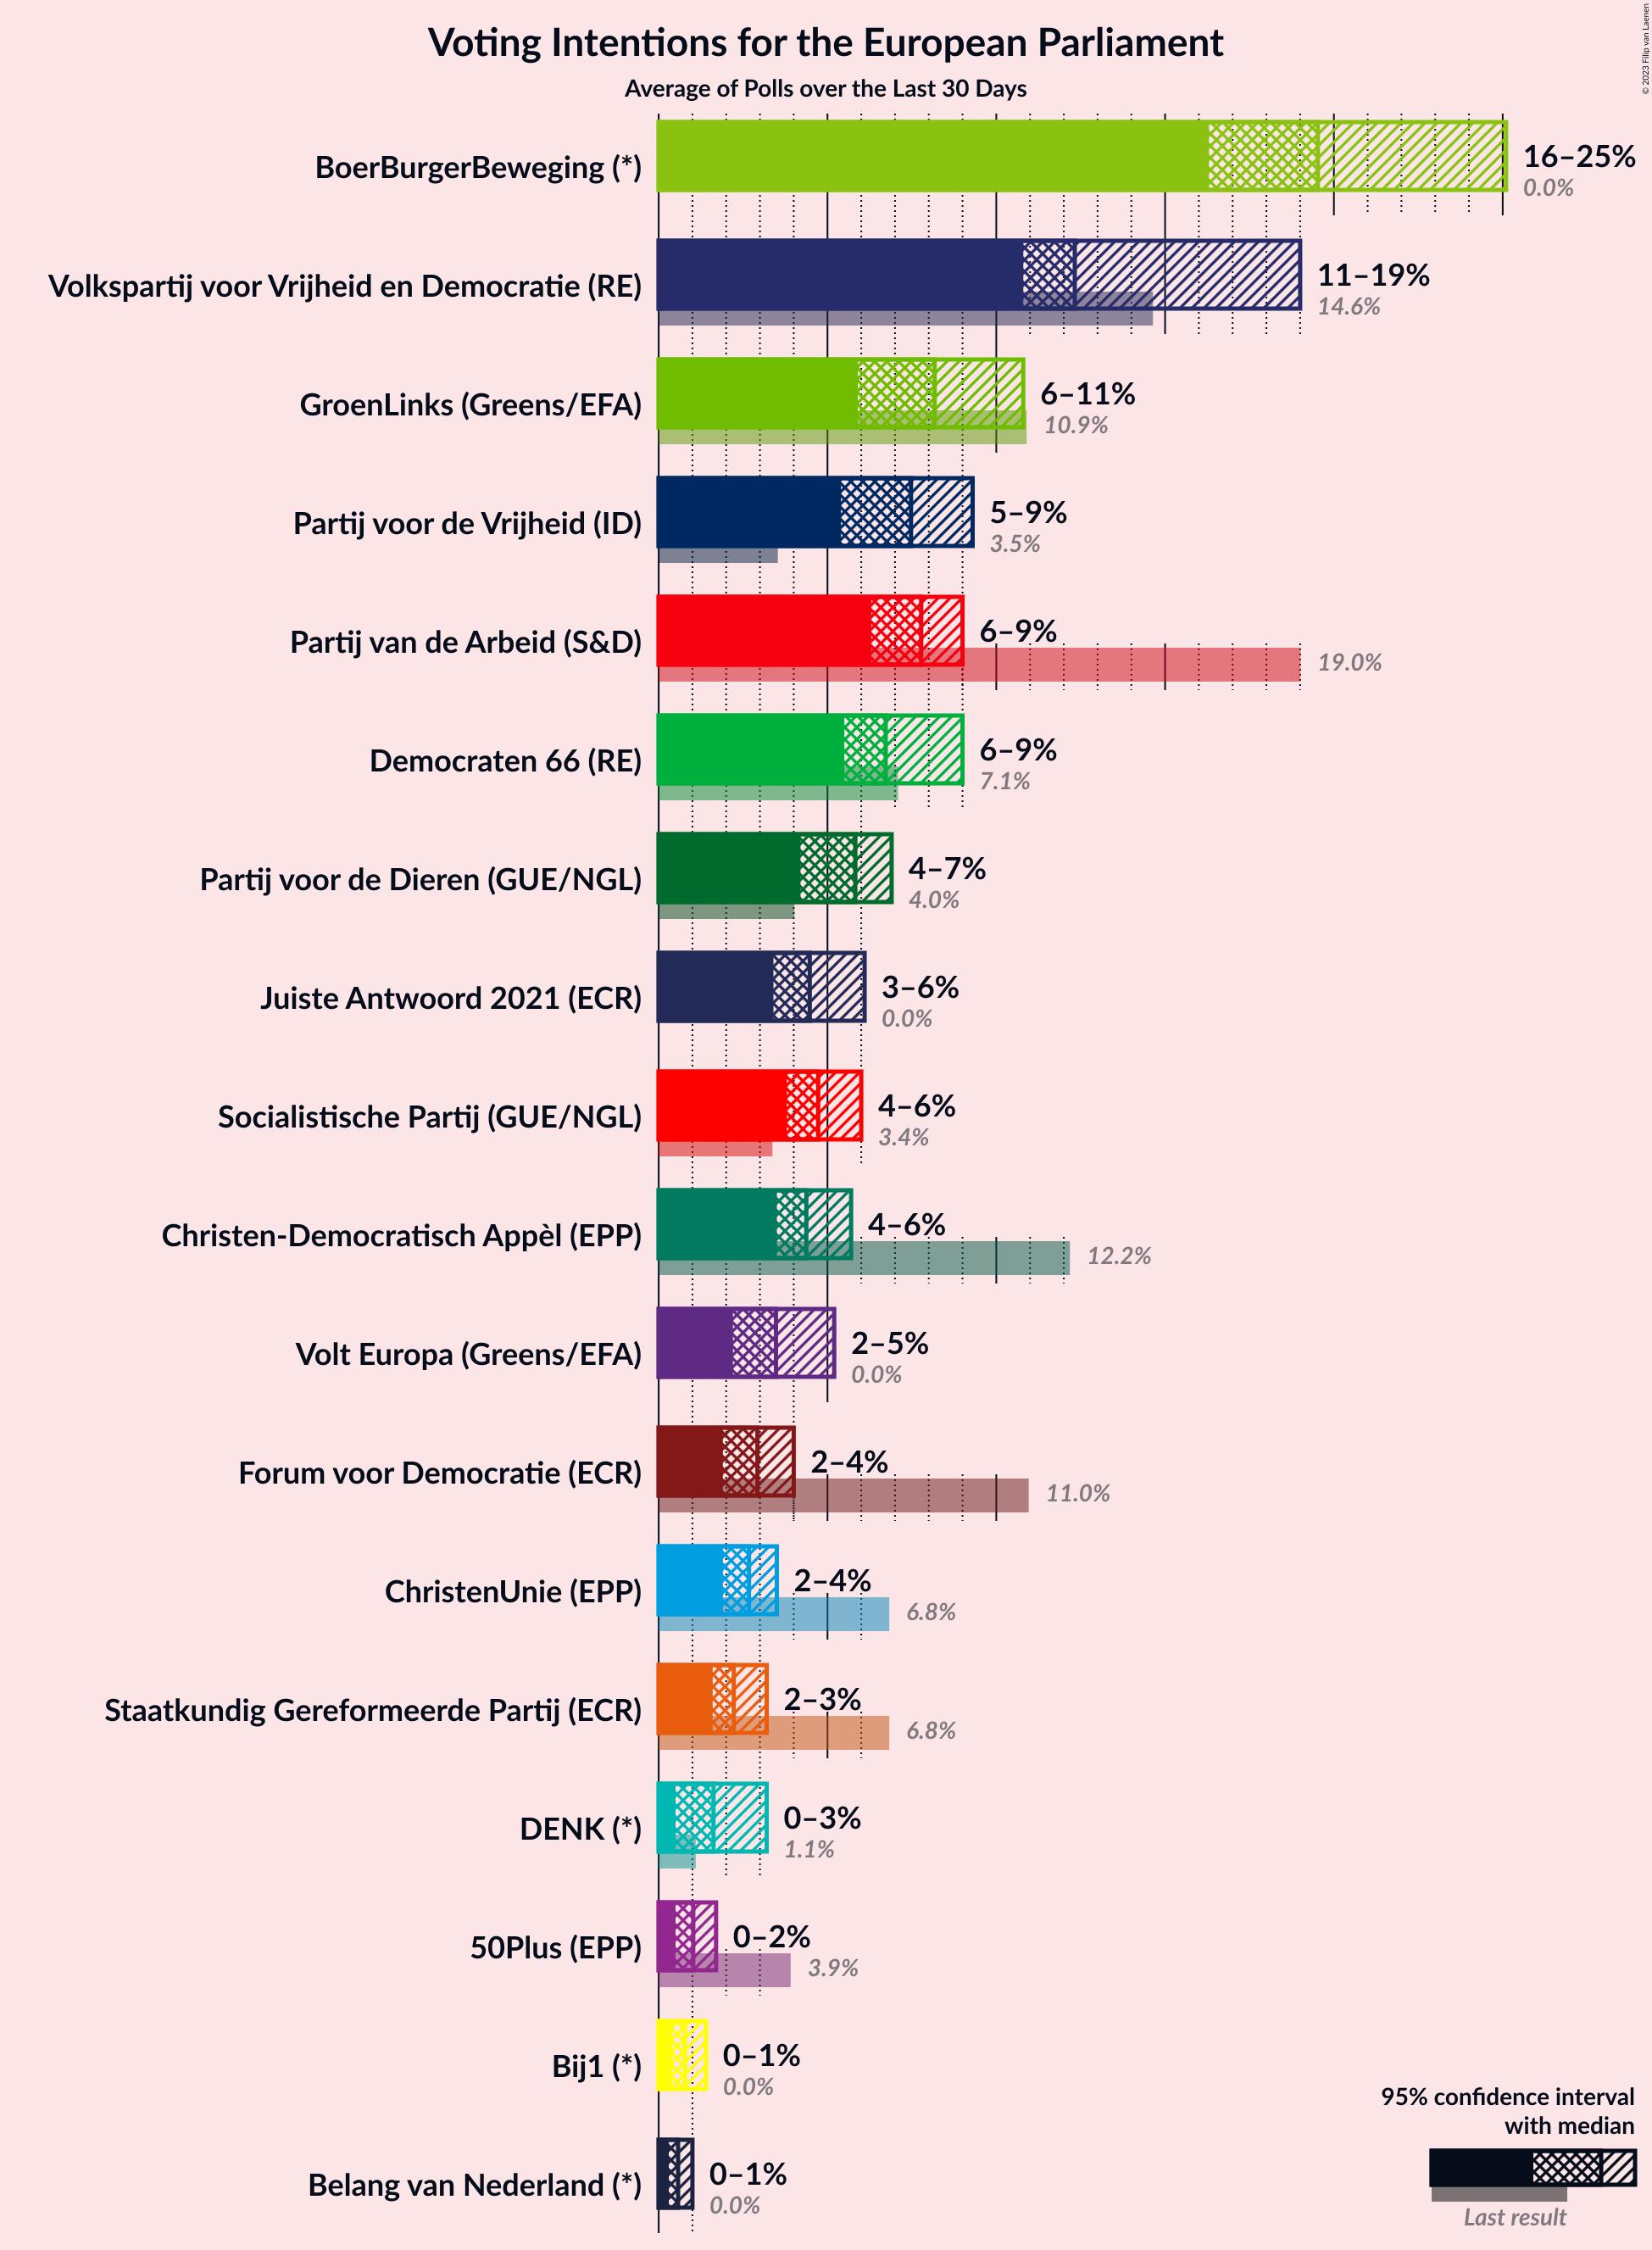 Voting Intentions for the European Parliament
Average of Polls over the Last 30 Days
© 2023 Filip van Laenen
BoerBurgerBeweging (*)
16–25%
0.0%
Volkspartij voor Vrijheid en Democratie (RE)
11–19%
14.6%
GroenLinks (Greens/EFA)
6–11%
10.9%
Partij voor de Vrijheid (ID)
5–9%
3.5%
Partij van de Arbeid (S&D)
6–9%
19.0%
Democraten 66 (RE)
6–9%
7.1%
Partij voor de Dieren (GUE/NGL)
4–7%
4.0%
Juiste Antwoord 2021 (ECR)
3–6%
0.0%
Socialistische Partij (GUE/NGL)
4–6%
3.4%
Christen-Democratisch Appèl (EPP)
4–6%
12.2%
Volt Europa (Greens/EFA)
2–5%
0.0%
Forum voor Democratie (ECR)
2–4%
11.0%
ChristenUnie (EPP)
2–4%
6.8%
Staatkundig Gereformeerde Partij (ECR)
2–3%
6.8%
DENK (*)
0–3%
1.1%
50Plus (EPP)
0–2%
3.9%
Bij1 (*)
0–1%
0.0%
Belang van Nederland (*)
0–1%
0.0%
95% confidence interval
with median
Last result